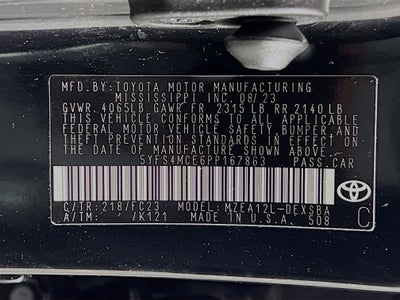 MFD.BY:TOYOTA MOTOR MANUFACTURING
MISSISSIPPI INC. 08/23
GVWR 4065LB GAWR FR 2315 LB RR 2140 LB
THIS VEHICLE CONFORMS TO ALL APPLICABLE
FEDERAL MOTOR VEHICLE SAFETY, BUMPER, AND
THEFT PREVENTION STANDARDS IN EFFECT ON
THE DATE OF MANUFACTURE SHOWN ABOVE.
5YFS4MCE6PP167863 PASS.CAR
C/TR:218/FC23 MODEL:MZEA12L-DEXSBA
A/TM: /K121 MADE IN U.S.A. 508
TOYOTA
C